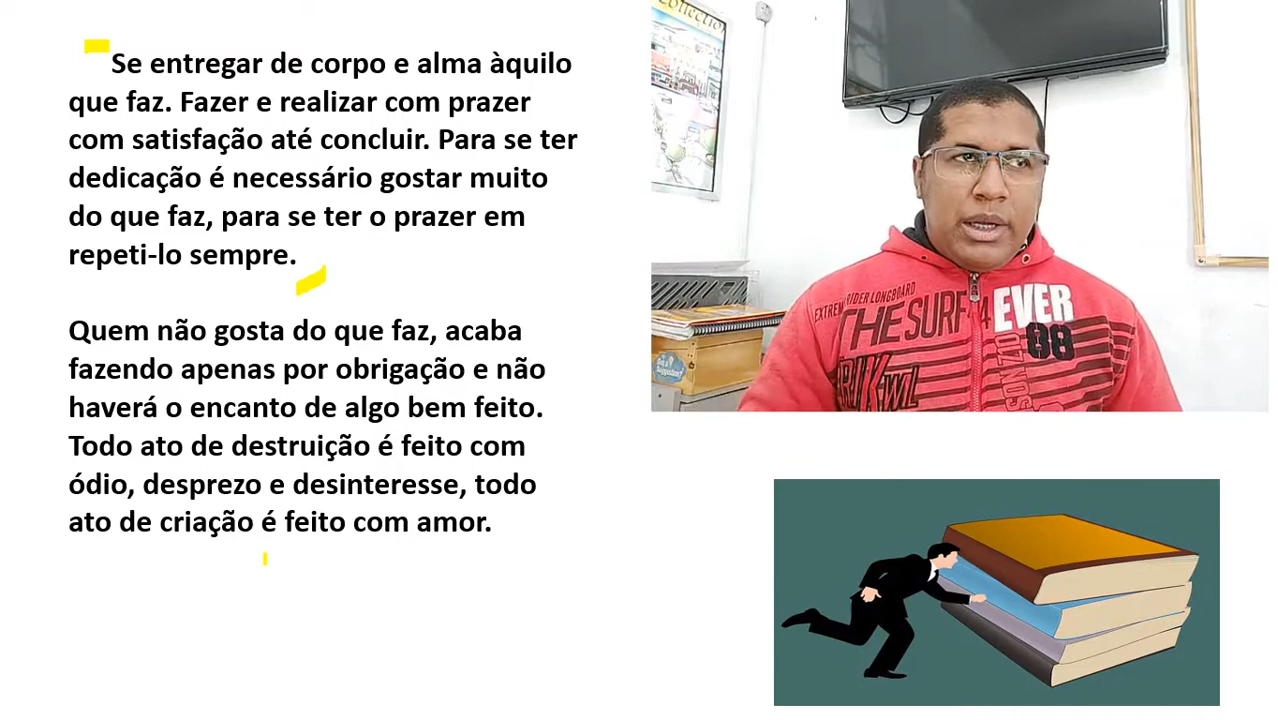 Se entregar de corpo e alma àquilo
que faz. Fazer e realizar com prazer
com satisfação até concluir. Para se ter
dedicação é necessário gostar muito
do que faz, para se ter o prazer em
repeti-lo sempre.
Quem não gosta do que faz, acaba
fazendo apenas por obrigação e não
haverá o encanto de algo bem feito.
Todo ato de destruição é feito com
ódio, desprezo e desinteresse, todo
ato de criação é feito com amor.
RIDER LONGBOARD
THE SURF
EVER
88